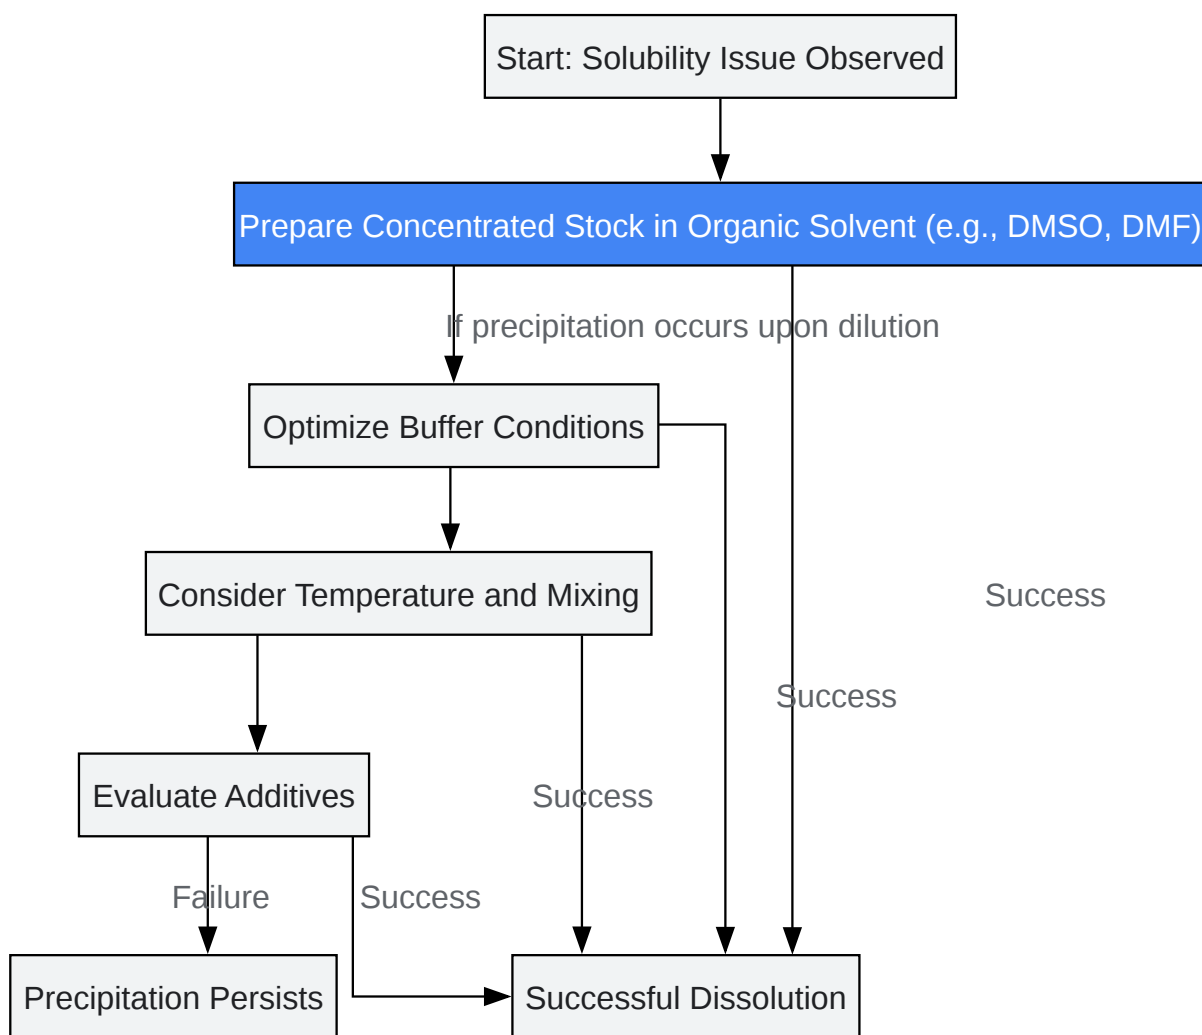 Start: Solubility Issue Observed
Prepare Concentrated Stock in Organic Solvent (e.g., DMSO, DMF)
If precipitation occurs upon dilution
Optimize Buffer Conditions
Consider Temperature and Mixing
Success
Success
Evaluate Additives
Success
Failure
Success
Precipitation Persists
Successful Dissolution